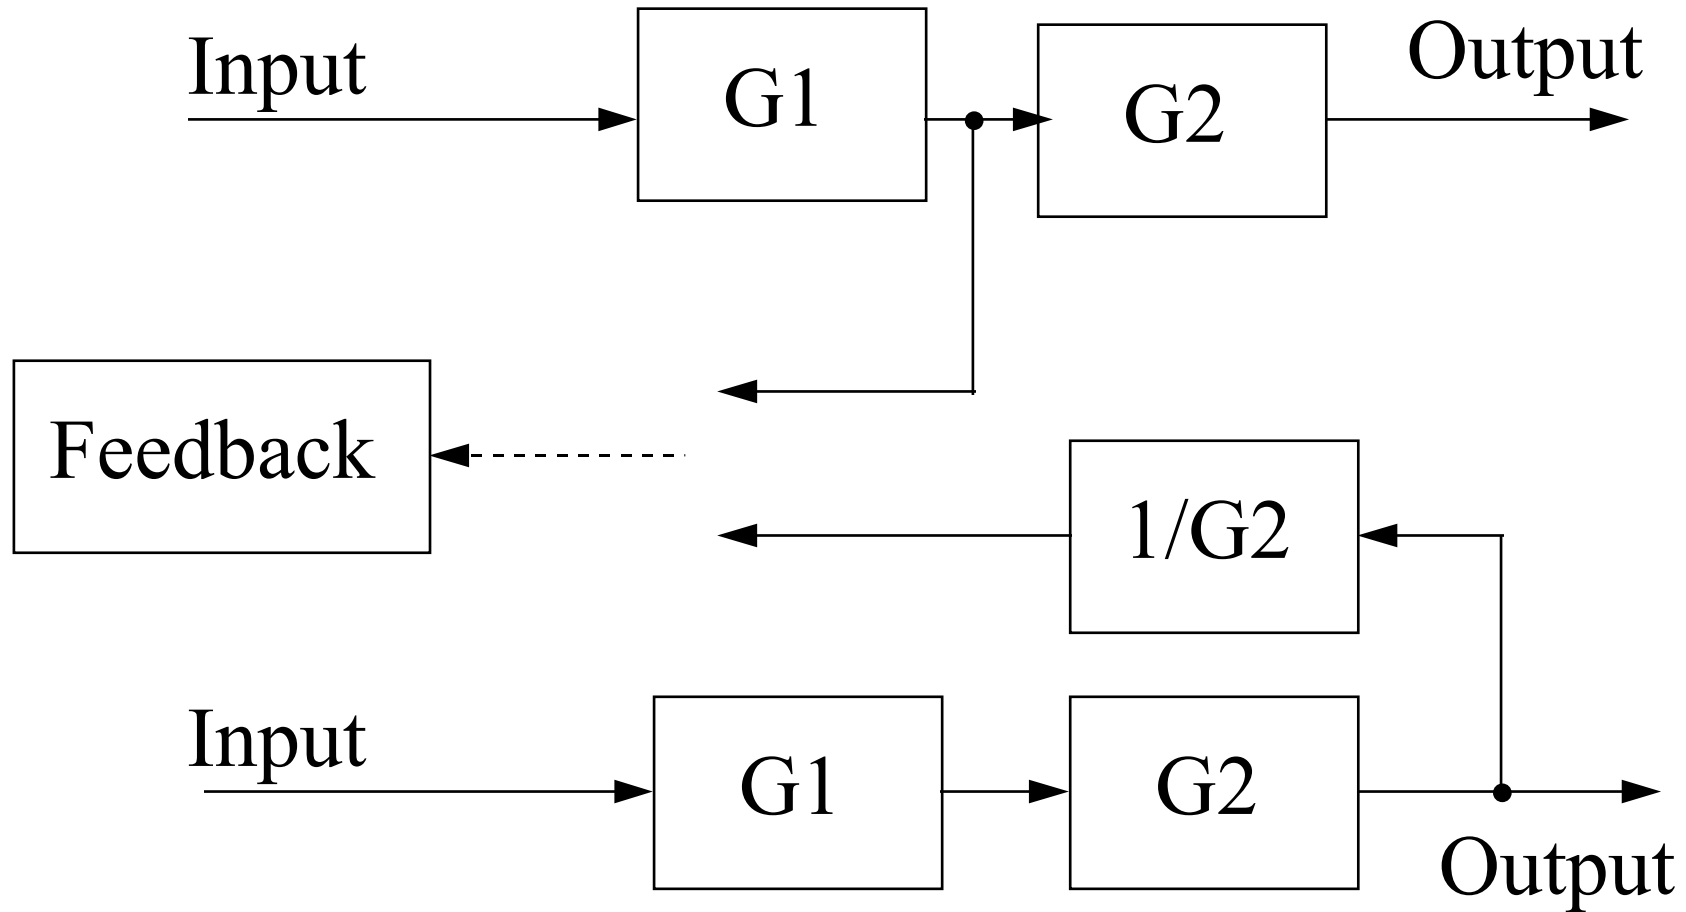 Input
G1
G2
Output
Feedback
1/G2
Input
G1
G2
Output